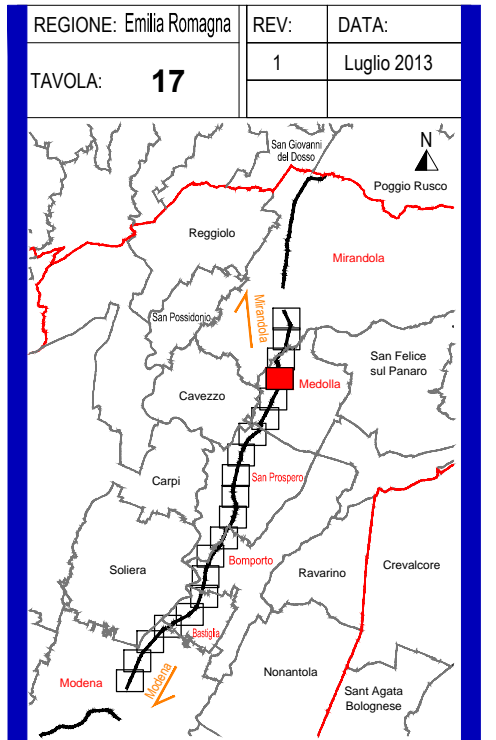 REGIONE: Emilia Romagna
REV:
DATA:
TAVOLA: 17
1
Luglio 2013
San Giovanni
del Dosso
N
Poggio Rusco
Reggiolo
Mirandola
Mirandola
San Possidonio
San Felice
sul Panaro
Medolla
Cavezzo
San Prospero
Carpi
Bomporto
Soliera
Ravarino
Crevalcore
Bastiglia
Nonantola
Modena
Modena
Sant Agata
Bolognese